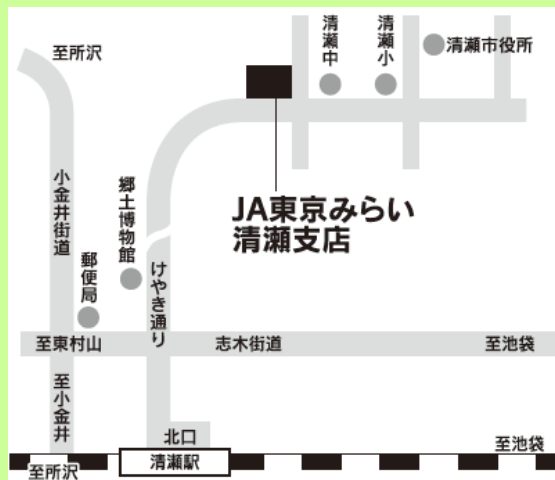 至所沢
清瀬中
清瀬小
清瀬市役所
小金井街道
郷土博物館
JA東京みらい
清瀬支店
郵便局
けやき通り
至東村山
志木街道
至池袋
至小金井
北口
至池袋
清瀬駅
至所沢